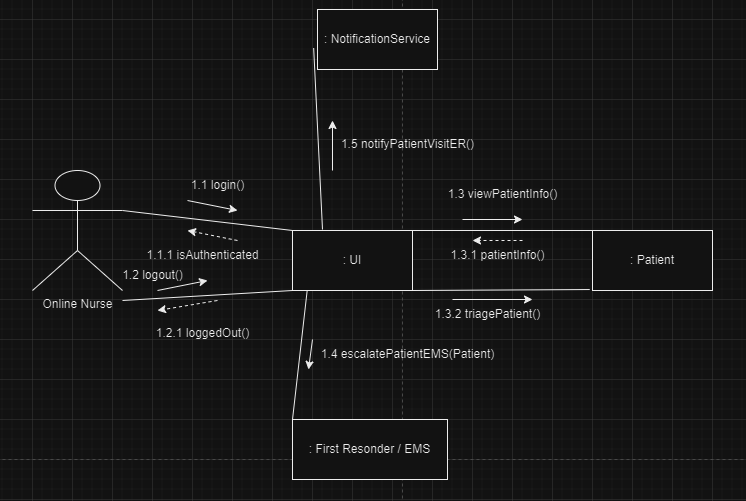 : NotificationService
1.5 notifyPatientVisitER()
1.1 login()
1.3 viewPatientInfo()
1.1.1 isAuthenticated
: UI
1.3.1 patientInfo()
: Patient
1.2 logout()
Online Nurse
1.2.1 loggedOut()
1.3.2 triagePatient()
1.4 escalatePatientEMS(Patient)
: First Resonder / EMS